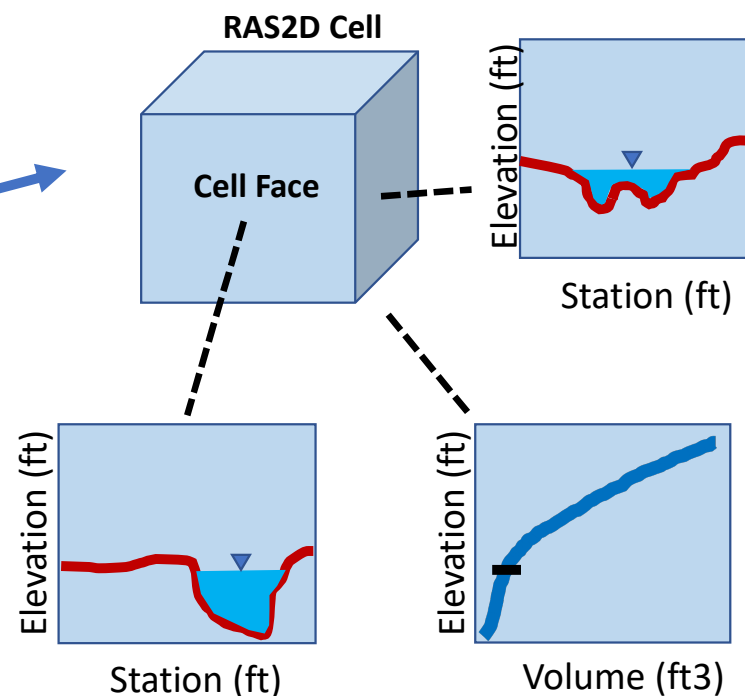 RAS2D Cell
Cell Face
Elevation (ft)
Station (ft)
Elevation (ft)
Station (ft)
Elevation (ft)
Volume (ft3)